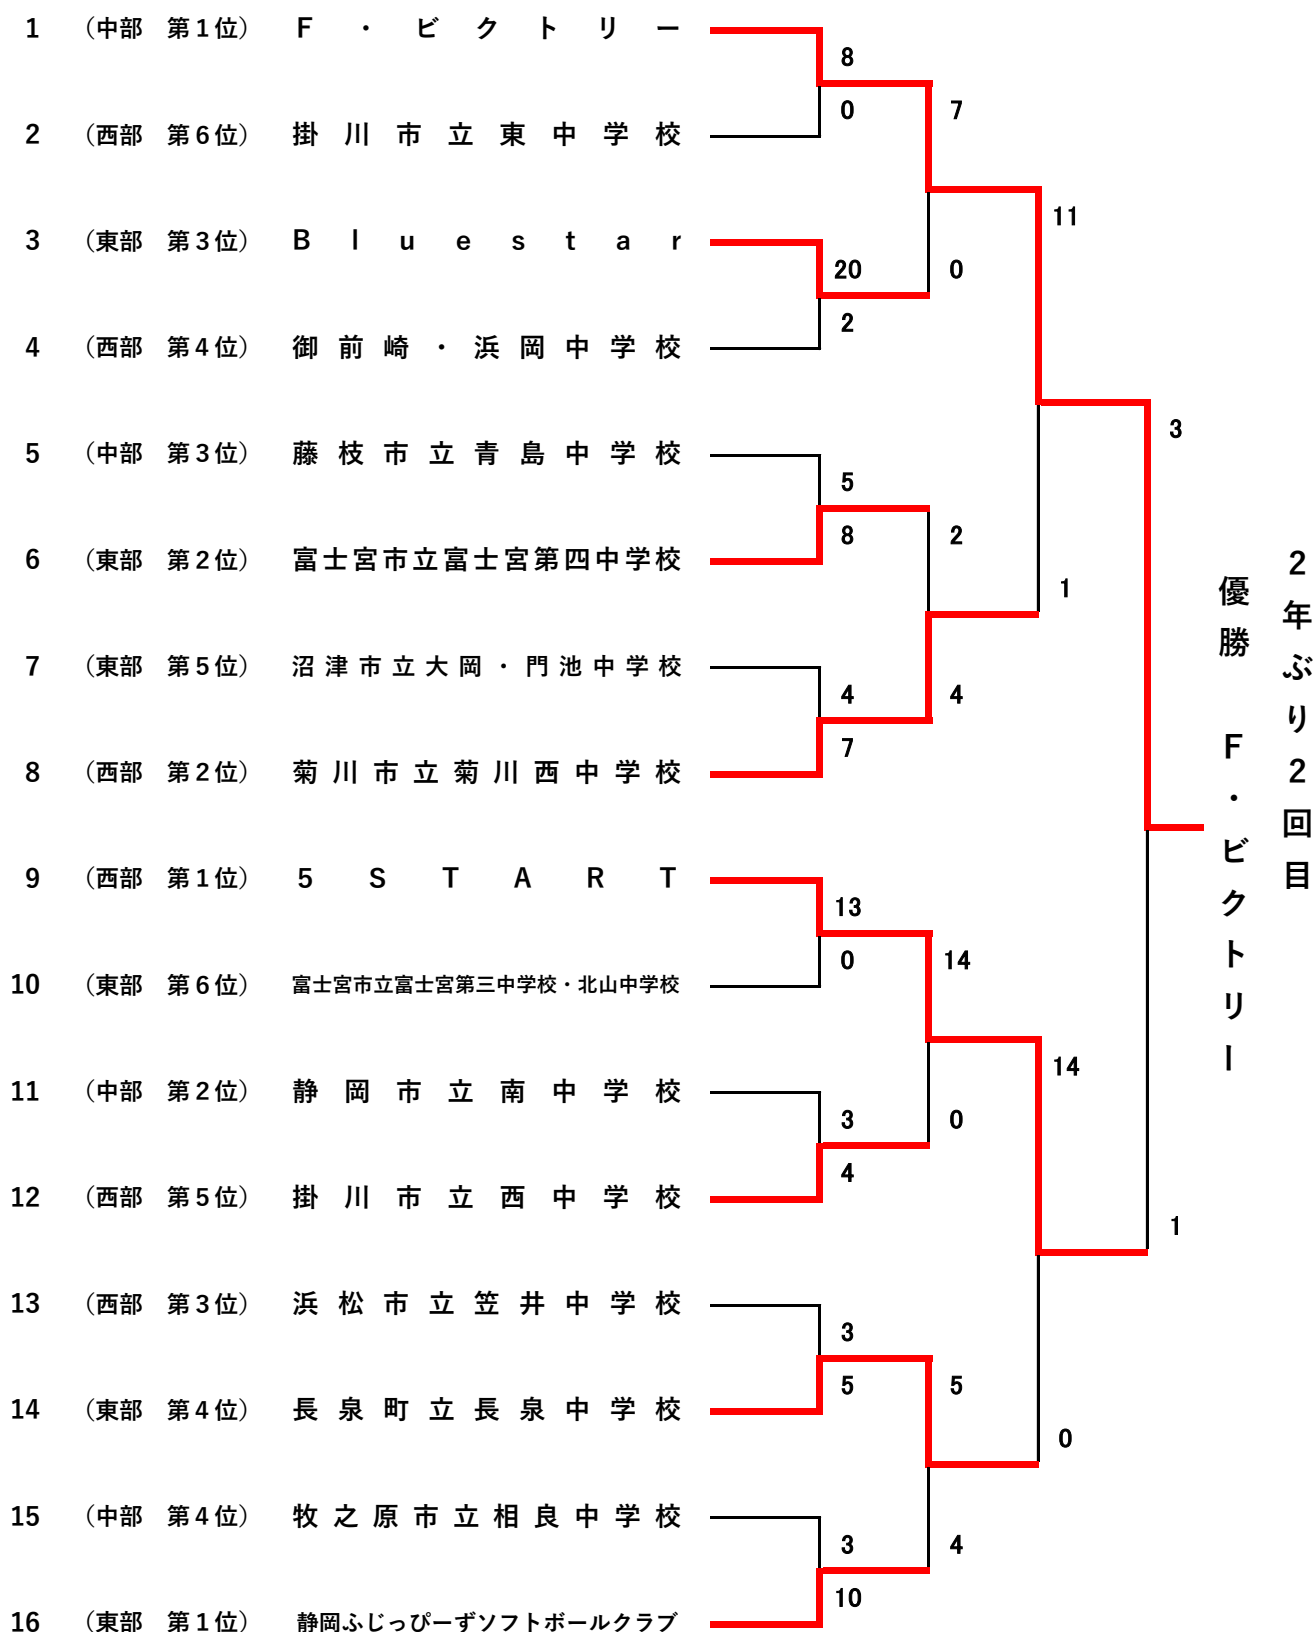 1 （中部　第１位） Ｆ・ビクトリー
8
0
7
2 （西部　第６位） 掛川市立東中学校
11
3 （東部　第３位） Bluestar
20
0
2
4 （西部　第４位） 御前崎・浜岡中学校
3
5 （中部　第３位） 藤枝市立青島中学校
5
8
2
6 （東部　第２位） 富士宮市立富士宮第四中学校
1
7 （東部　第５位） 沼津市立大岡・門池中学校
4
4
7
8 （西部　第２位） 菊川市立菊川西中学校
２年ぶり２回目
優勝　Ｆ・ビクトリー
9 （西部　第１位） 5START
13
0
14
10 （東部　第６位） 富士宮市立富士宮第三中学校・北山中学校
14
11 （中部　第２位） 静岡市立南中学校
3
0
4
12 （西部　第５位） 掛川市立西中学校
1
13 （西部　第３位） 浜松市立笠井中学校
3
5
5
14 （東部　第４位） 長泉町立長泉中学校
0
15 （中部　第４位） 牧之原市立相良中学校
3
4
10
16 （東部　第１位） 静岡ふじっぴーずソフトボールクラブ